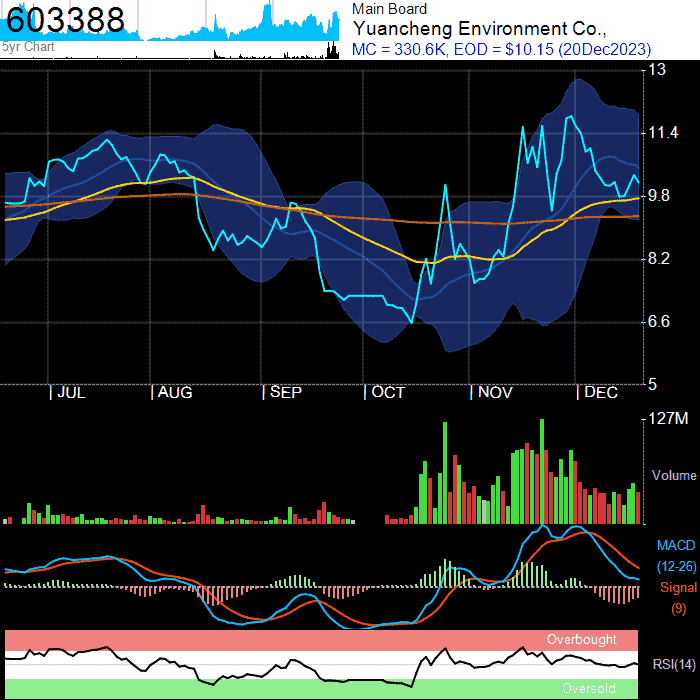 603388
5yr Chart
Main Board
Yuancheng Environment Co.,
MC = 330.6K, EOD = $10.15 (20Dec2023)
13
11.4
9.8
8.2
6.6
5
| JUL | AUG | SEP | OCT | NOV | DEC
127M
Volume
MACD
(12-26)
Signal
(9)
Overbought
RSI(14)
Oversold